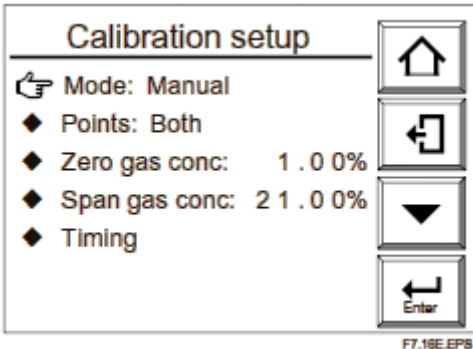 Calibration setup
Mode: Manual
Points: Both
Zero gas conc: 1.00%
Span gas conc: 21.00%
Timing
Enter
F7.16E.EPS